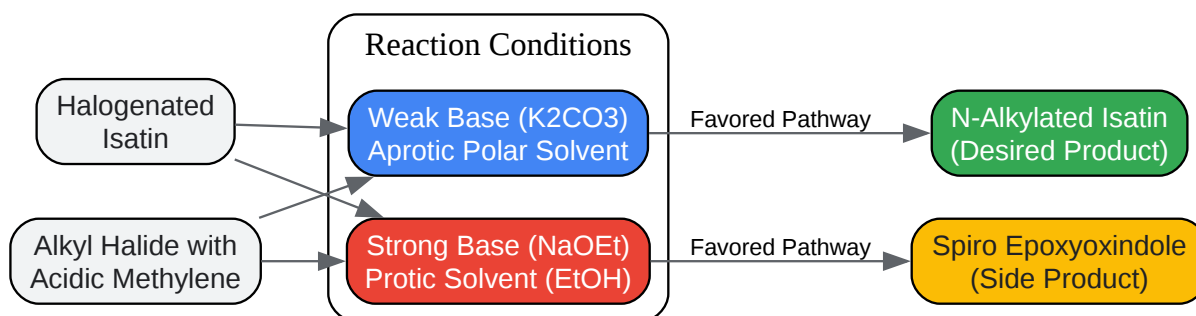 Reaction Conditions
Halogenated
Isatin
Weak Base (K2CO3)
Aprotic Polar Solvent
Favored Pathway
N-Alkylated Isatin
(Desired Product)
Alkyl Halide with
Acidic Methylene
Strong Base (NaOEt)
Protic Solvent (EtOH)
Favored Pathway
Spiro Epoxyoxindole
(Side Product)